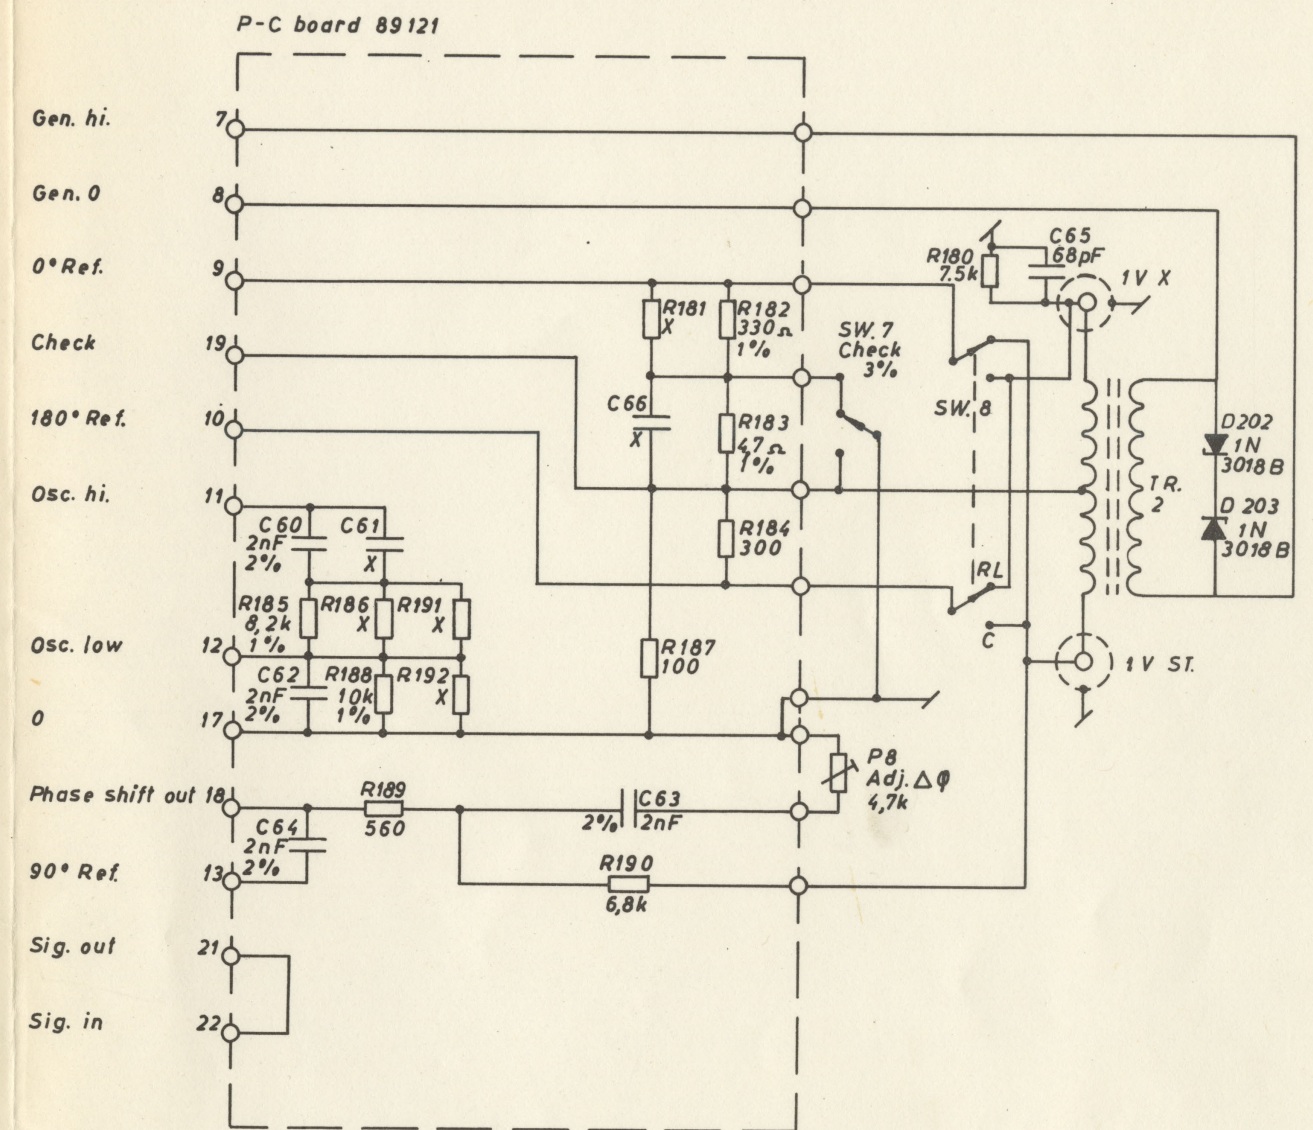 P-C board 89121
Gen. hi. 7
Gen. 0 8
0° Ref. 9
C65
68pF
R180
7.5k
1V X
R181
X
R182
330Ω
1%
SW. 7
Check
3%
Check 19
C66
X
SW. 8
180° Ref. 10
R183
47Ω
1%
D202
1N
3018B
Osc. hi. 11
TR.
2
D 203
1N
3018B
C60
2nF
2%
C61
X
R184
300
RL
R185
8,2k
1%
R186
X
R191
X
Osc. low 12
R187
100
C
1V ST.
C62
2nF
2%
R188
10k
1%
R192
X
0 17
P8
Adj. Δφ
4,7k
Phase shift out 18
R189
560
C63
2% 2nF
C64
2nF
2%
90° Ref. 13
R190
6,8k
Sig. out 21
Sig. in 22